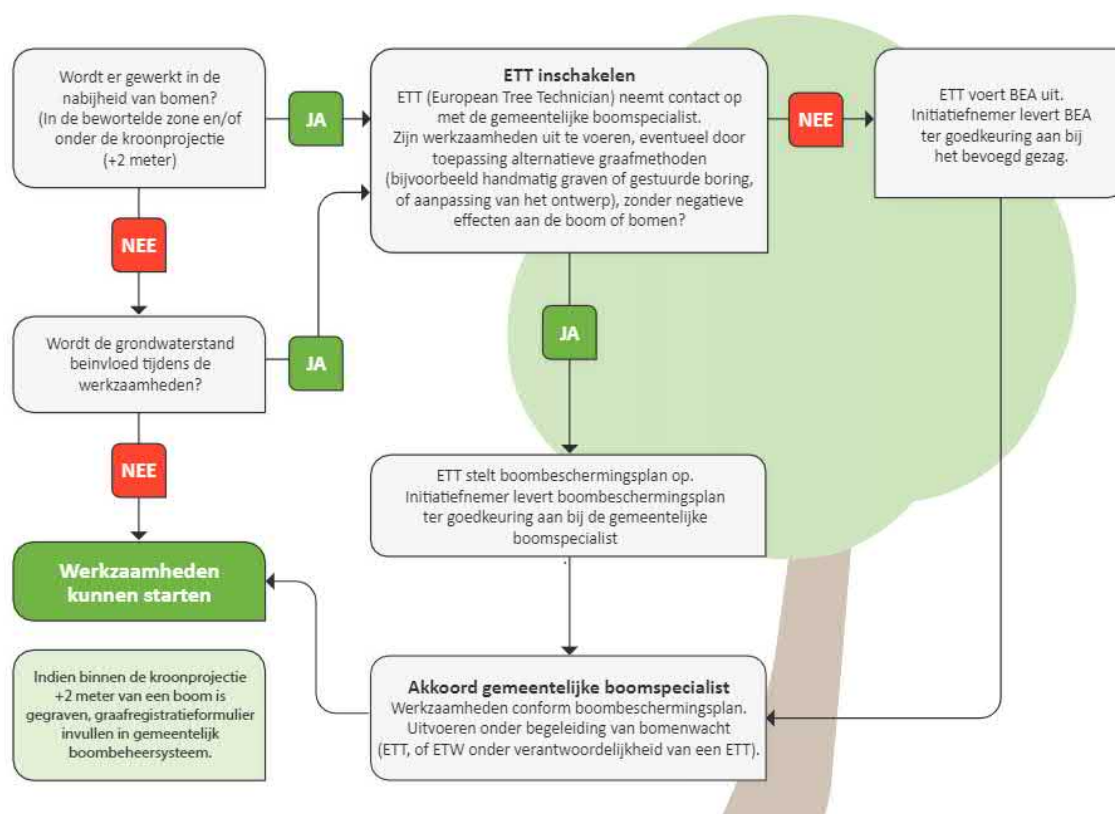 Wordt er gewerkt in de
nabijheid van bomen?
(In de bewortelde zone en/of
onder de kroonprojectie
(+2 meter)
JA
ETT inschakelen
ETT (European Tree Technician) neemt contact op
met de gemeentelijke boomspecialist.
Zijn werkzaamheden uit te voeren, eventueel door
toepassing alternatieve graafmethoden
(bijvoorbeeld handmatig graven of gestuurde boring,
of aanpassing van het ontwerp), zonder negatieve
effecten aan de boom of bomen?
NEE
ETT voert BEA uit.
Initiatiefnemer levert BEA
ter goedkeuring aan bij
het bevoegd gezag.
NEE
Wordt de grondwaterstand
beinvloed tijdens de
werkzaamheden?
JA
JA
NEE
ETT stelt boombeschermingsplan op.
Initiatiefnemer levert boombeschermingsplan
ter goedkeuring aan bij de gemeentelijke
boomspecialist
Werkzaamheden
kunnen starten
Indien binnen de kroonprojectie
+2 meter van een boom is
gegraven, graafregistratieformulier
invullen in gemeentelijk
boombeheersysteem.
Akkoord gemeentelijke boomspecialist
Werkzaamheden conform boombeschermingsplan.
Uitvoeren onder begeleiding van bomenwacht
(ETT, of ETW onder verantwoordelijkheid van een ETT).